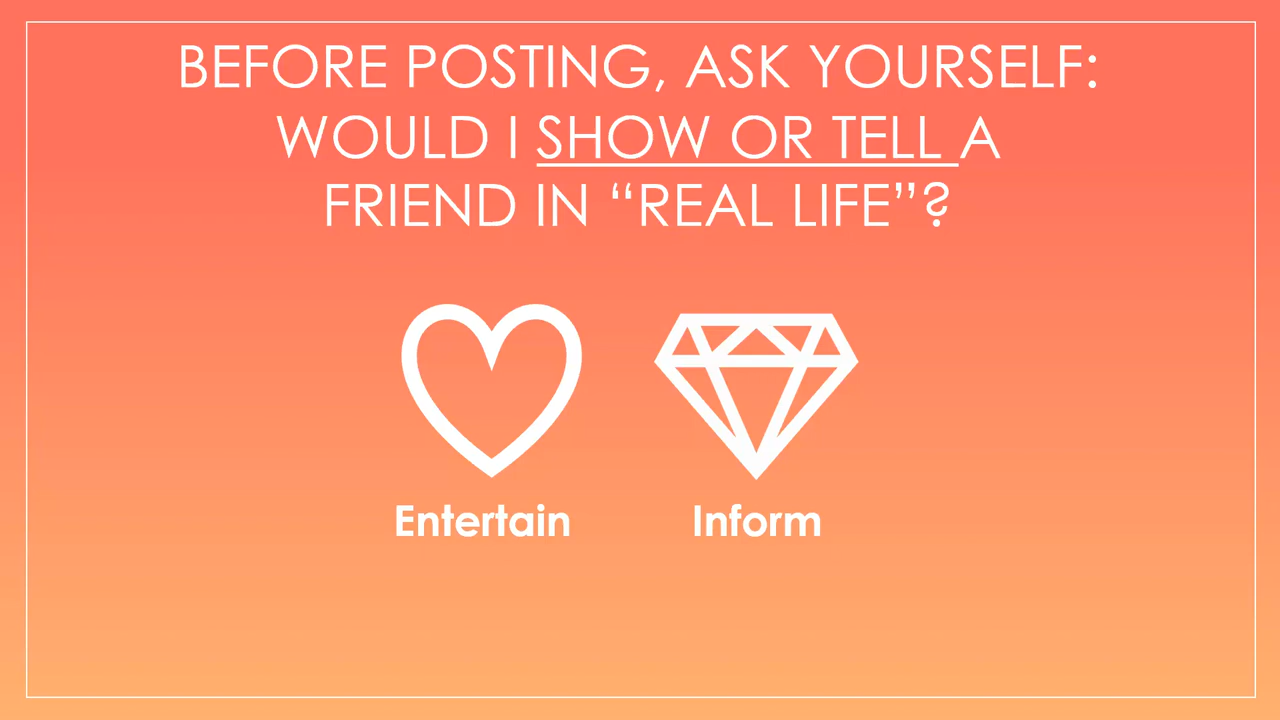 BEFORE POSTING, ASK YOURSELF:
WOULD I SHOW OR TELL A
FRIEND IN “REAL LIFE”?
Entertain Inform